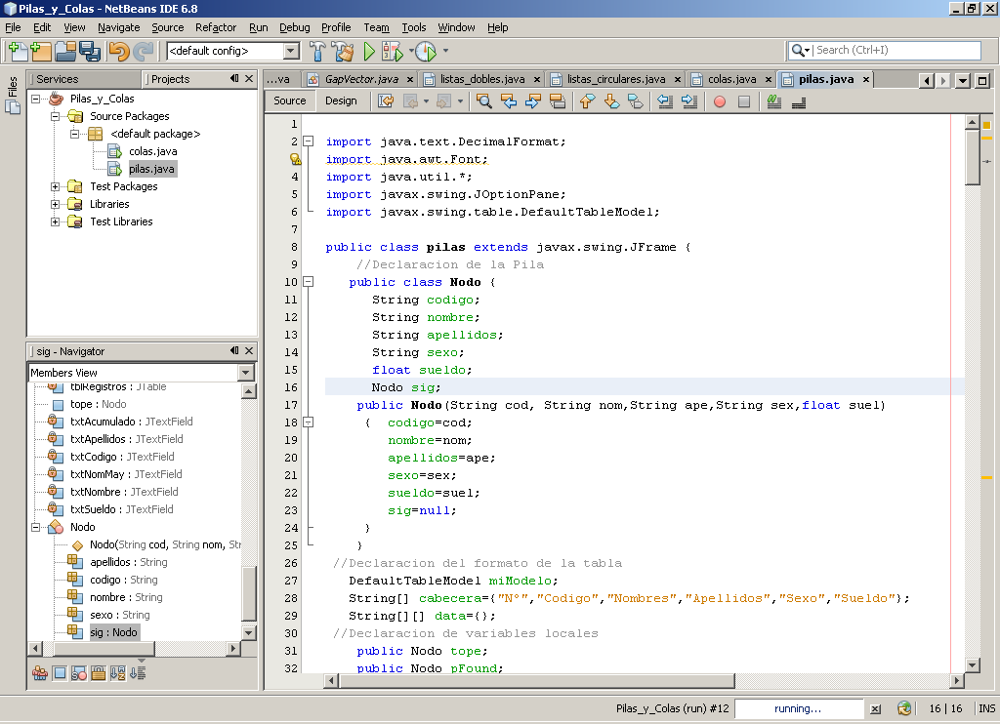 Pilas_y_Colas - NetBeans IDE 6.8
File Edit View Navigate Source Refactor Run Debug Profile Team Tools Window Help
<default config>
Search (Ctrl+I)
Files
Services
Projects
Pilas_y_Colas
Source Packages
<default package>
colas.java
pilas.java
Test Packages
Libraries
Test Libraries
sig - Navigator
Members View
tblRegistros : JTable
tope : Nodo
txtAcumulado : JTextField
txtApellidos : JTextField
txtCodigo : JTextField
txtNomMay : JTextField
txtNombre : JTextField
txtSueldo : JTextField
Nodo
Nodo(String cod, String nom, Str
apellidos : String
codigo : String
nombre : String
sexo : String
sig : Nodo
...va GapVector.java listas_dobles.java listas_circulares.java colas.java pilas.java
Source Design
1
2 import java.text.DecimalFormat;
import java.awt.Font;
4 import java.util.*;
5 import javax.swing.JOptionPane;
6 import javax.swing.table.DefaultTableModel;
7
8 public class pilas extends javax.swing.JFrame {
9 //Declaracion de la Pila
10 public class Nodo {
11 String codigo;
12 String nombre;
13 String apellidos;
14 String sexo;
15 float sueldo;
16 Nodo sig;
17 public Nodo(String cod, String nom,String ape,String sex,float suel)
18 { codigo=cod;
19 nombre=nom;
20 apellidos=ape;
21 sexo=sex;
22 sueldo=suel;
23 sig=null;
24 }
25 }
26 //Declaracion del formato de la tabla
27 DefaultTableModel miModelo;
28 String[] cabecera={"N°","Codigo","Nombres","Apellidos","Sexo","Sueldo"};
29 String[][] data={};
30 //Declaracion de variables locales
31 public Nodo tope;
32 public Nodo pFound;
Pilas_y_Colas (run) #12 running... 16 | 16 INS